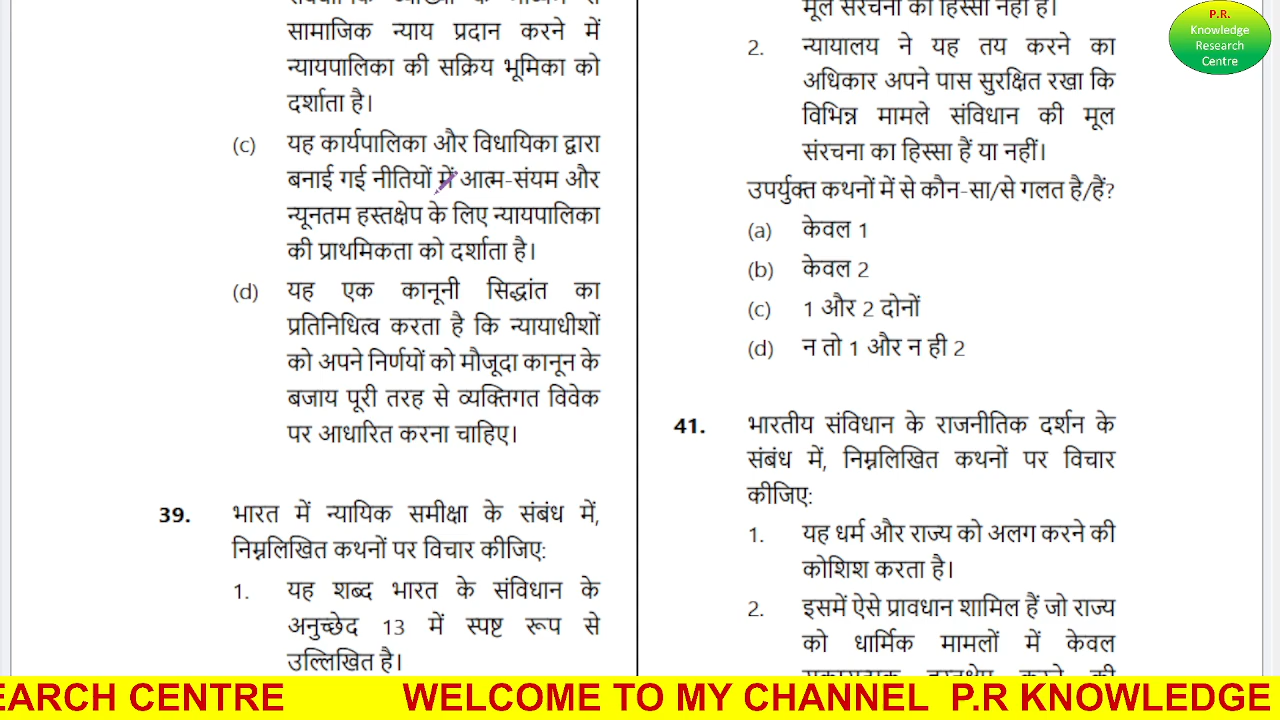 सामाजिक न्याय प्रदान करने में
न्यायपालिका की सक्रिय भूमिका को
दर्शाता है।
(c) यह कार्यपालिका और विधायिका द्वारा
बनाई गई नीतियों में आत्म-संयम और
न्यूनतम हस्तक्षेप के लिए न्यायपालिका
की प्राथमिकता को दर्शाता है।
(d) यह एक कानूनी सिद्धांत का
प्रतिनिधित्व करता है कि न्यायाधीशों
को अपने निर्णयों को मौजूदा कानून के
बजाय पूरी तरह से व्यक्तिगत विवेक
पर आधारित करना चाहिए।
39. भारत में न्यायिक समीक्षा के संबंध में,
निम्नलिखित कथनों पर विचार कीजिए:
1. यह शब्द भारत के संविधान के
अनुच्छेद 13 में स्पष्ट रूप से
उल्लिखित है।
मूल संरचना का हिस्सा नहीं है।
2. न्यायालय ने यह तय करने का
अधिकार अपने पास सुरक्षित रखा कि
विभिन्न मामले संविधान की मूल
संरचना का हिस्सा हैं या नहीं।
उपर्युक्त कथनों में से कौन-सा/से गलत है/हैं?
(a) केवल 1
(b) केवल 2
(c) 1 और 2 दोनों
(d) न तो 1 और न ही 2
41. भारतीय संविधान के राजनीतिक दर्शन के
संबंध में, निम्नलिखित कथनों पर विचार
कीजिए:
1. यह धर्म और राज्य को अलग करने की
कोशिश करता है।
2. इसमें ऐसे प्रावधान शामिल हैं जो राज्य
को धार्मिक मामलों में केवल
P.R.
Knowledge
Research
Centre
EARCH CENTRE WELCOME TO MY CHANNEL P.R KNOWLEDGE